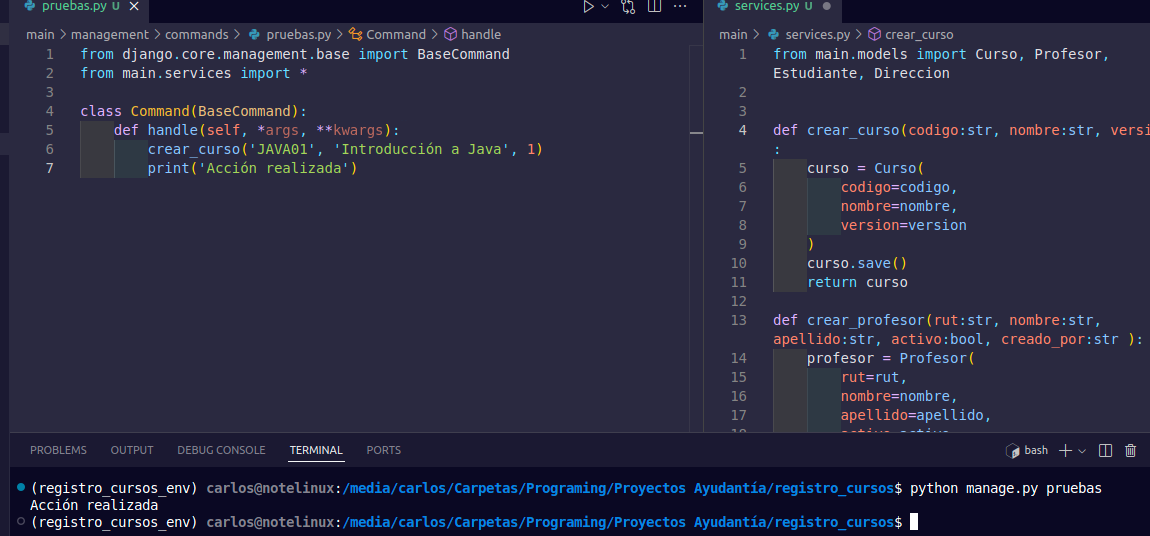 pruebas.py U
services.py U
main > management > commands > pruebas.py > Command > handle
1 from django.core.management.base import BaseCommand
2 from main.services import *
3
4 class Command(BaseCommand):
5 def handle(self, *args, **kwargs):
6 crear_curso('JAVA01', 'Introducción a Java', 1)
7 print('Acción realizada')
main > services.py > crear_curso
1 from main.models import Curso, Profesor,
Estudiante, Direccion
2
3
4 def crear_curso(codigo:str, nombre:str, versi
:
5 curso = Curso(
6 codigo=codigo,
7 nombre=nombre,
8 version=version
9 )
10 curso.save()
11 return curso
12
13 def crear_profesor(rut:str, nombre:str,
apellido:str, activo:bool, creado_por:str ):
14 profesor = Profesor(
15 rut=rut,
16 nombre=nombre,
17 apellido=apellido,
PROBLEMS OUTPUT DEBUG CONSOLE TERMINAL PORTS
bash
(registro_cursos_env) carlos@notelinux:/media/carlos/Carpetas/Programing/Proyectos Ayudantía/registro_cursos$ python manage.py pruebas
Acción realizada
(registro_cursos_env) carlos@notelinux:/media/carlos/Carpetas/Programing/Proyectos Ayudantía/registro_cursos$